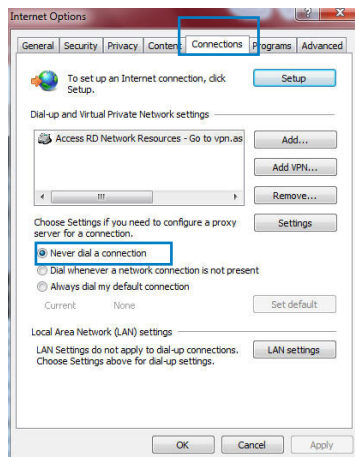 Internet Options
General Security Privacy Content Connections Programs Advanced
To set up an Internet connection, click
Setup.
Setup
Dial-up and Virtual Private Network settings
Access RD Network Resources - Go to vpn.as
Add...
Add VPN...
Remove...
Choose Settings if you need to configure a proxy
server for a connection.
Settings
Never dial a connection
Dial whenever a network connection is not present
Always dial my default connection
Current None
Set default
Local Area Network (LAN) settings
LAN Settings do not apply to dial-up connections.
Choose Settings above for dial-up settings.
LAN settings
OK Cancel Apply